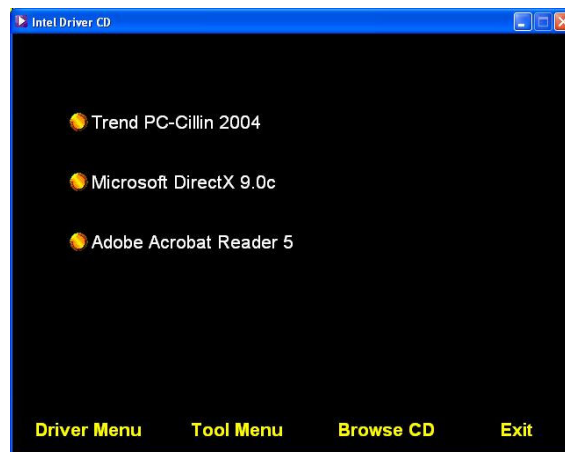 Intel Driver CD
Trend PC-Cillin 2004
Microsoft DirectX 9.0c
Adobe Acrobat Reader 5
Driver Menu Tool Menu Browse CD Exit